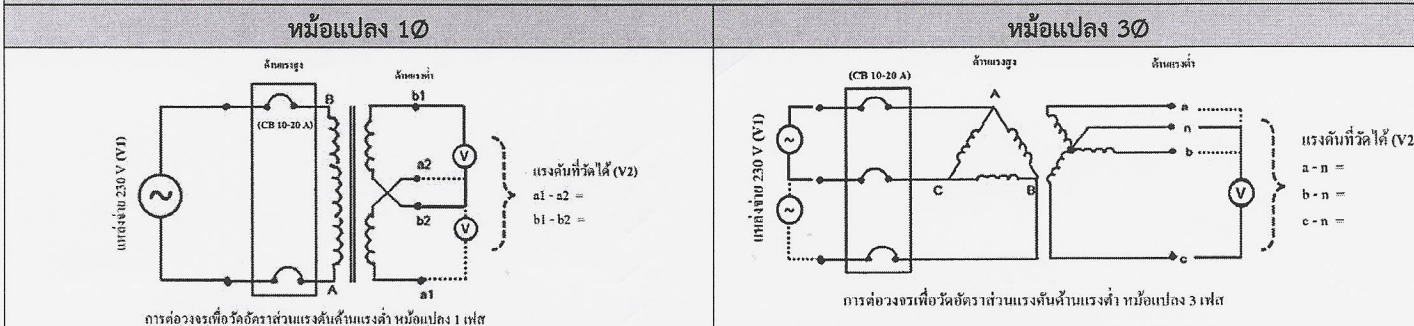 หม้อแปลง 1Ø
ด้านแรงสูง
ด้านแรงต่ำ
แหล่งจ่าย 230 V (V1)
(CB 10-20 A)
B
A
b1
a2
b2
a1
V
V
แรงดันที่วัดได้ (V2)
a1 - a2 =
b1 - b2 =
การต่อวงจรเพื่อวัดอัตราส่วนแรงดันด้านแรงต่ำ หม้อแปลง 1 เฟส
หม้อแปลง 3Ø
(CB 10-20 A)
ด้านแรงสูง
ด้านแรงต่ำ
แหล่งจ่าย 230 V (V1)
A
C
B
a
n
b
c
V
แรงดันที่วัดได้ (V2
a - n =
b - n =
c - n =
การต่อวงจรเพื่อวัดอัตราส่วนแรงดันด้านแรงต่ำ หม้อแปลง 3 เฟส